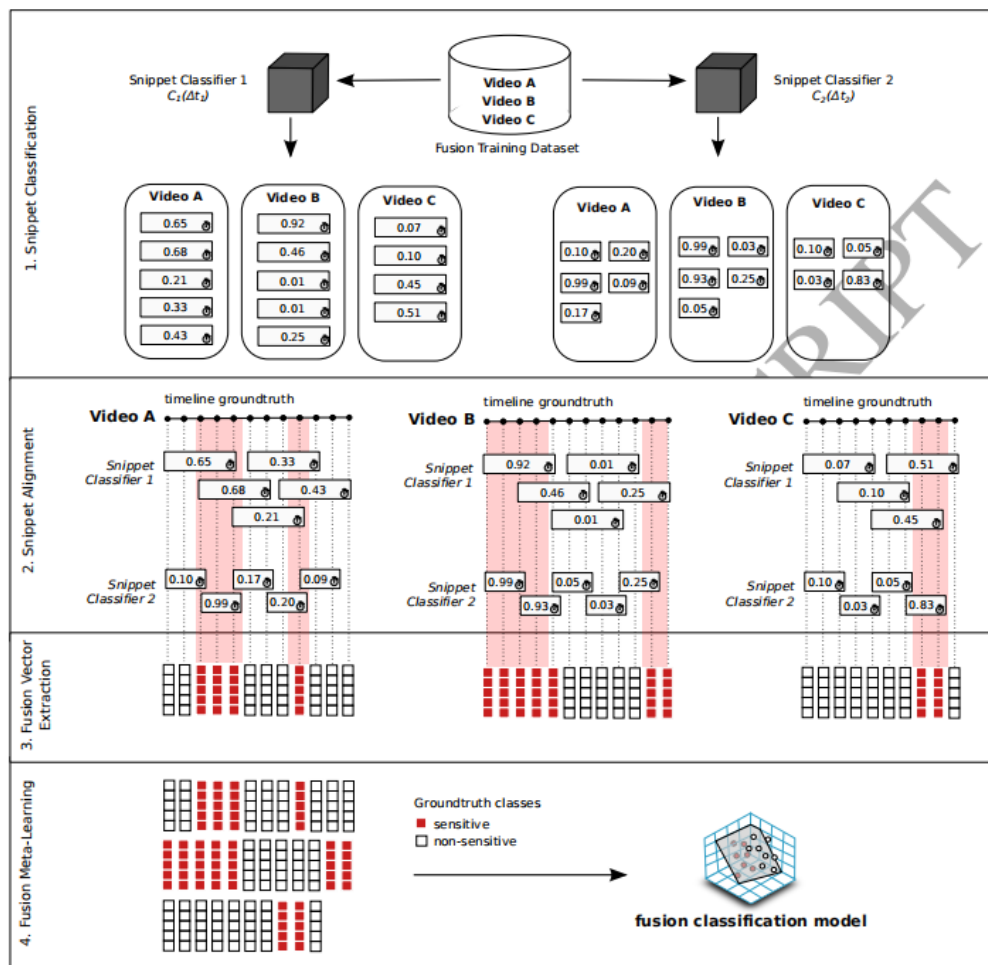 1. Snippet Classification
Snippet Classifier 1
C₁(Δt₁)
Video A
Video B
Video C
Fusion Training Dataset
Snippet Classifier 2
C₂(Δt₂)
Video A
0.65
0.68
0.21
0.33
0.43
Video B
0.92
0.46
0.01
0.01
0.25
Video C
0.07
0.10
0.45
0.51
Video A
0.10 0.20
0.99 0.09
0.17
Video B
0.99 0.03
0.93 0.25
0.05
Video C
0.10 0.05
0.03 0.83
RIPT
2. Snippet Alignment
timeline groundtruth
Video A
Snippet
Classifier 1
0.65 0.33
0.68 0.43
0.21
Snippet
Classifier 2
0.10 0.17 0.09
0.99 0.20
timeline groundtruth
Video B
Snippet
Classifier 1
0.92 0.01
0.46 0.25
0.01
Snippet
Classifier 2
0.99 0.05 0.25
0.93 0.03
timeline groundtruth
Video C
Snippet
Classifier 1
0.07 0.51
0.10
0.45
Snippet
Classifier 2
0.10 0.05
0.03 0.83
3. Fusion Vector
Extraction
4. Fusion Meta-Learning
Groundtruth classes
sensitive
non-sensitive
fusion classification model